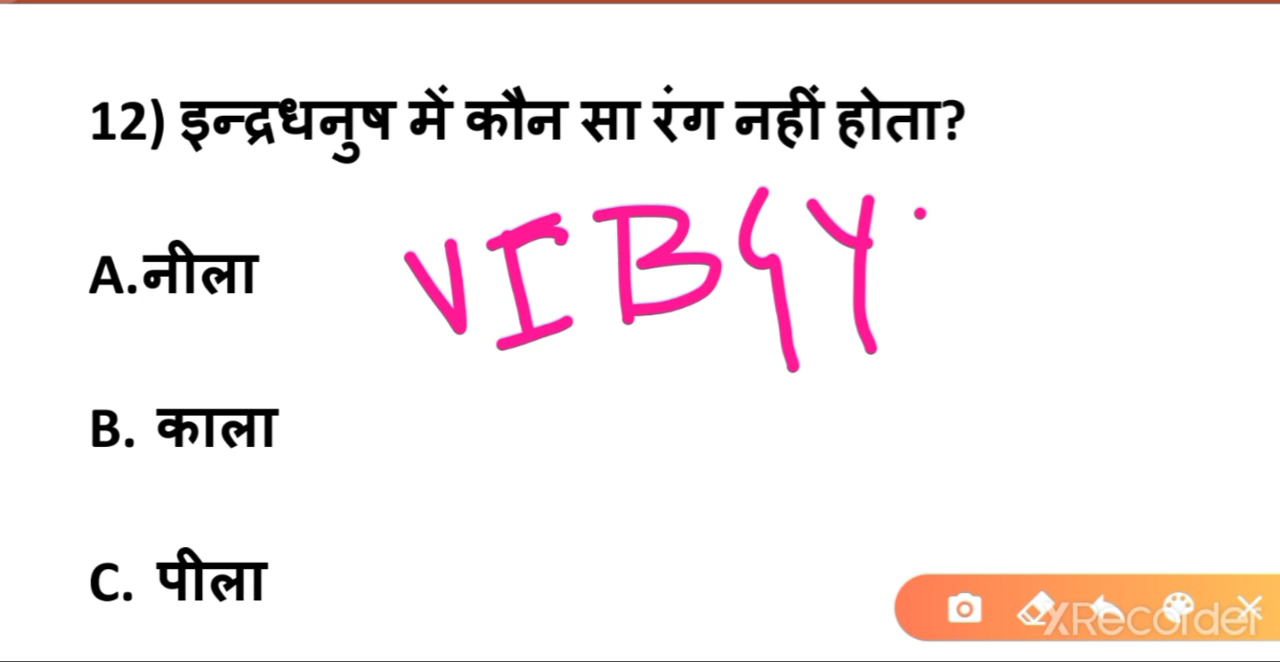 12) इन्द्रधनुष में कौन सा रंग नहीं होता?
VIBGY
A.नीला
B. काला
C. पीला
XRecorder